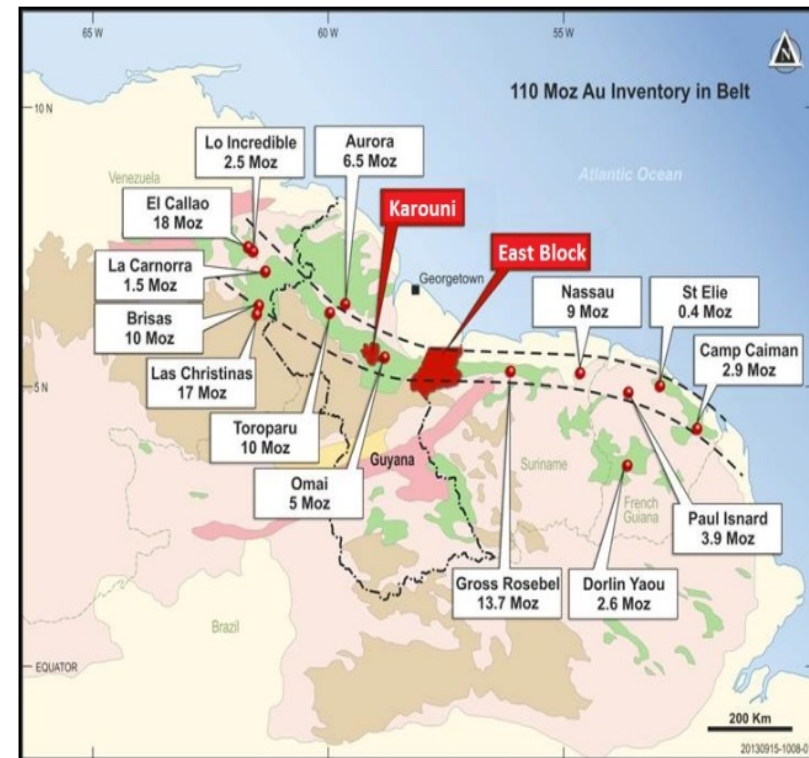 65 W
60 W
55 W
10 N
110 Moz Au Inventory in Belt
Lo Incredible
2.5 Moz
Aurora
6.5 Moz
Atlantic Ocean
Venezuela
El Callao
18 Moz
Karouni
La Carnorra
1.5 Moz
East Block
Georgetown
Nassau
9 Moz
St Elie
0.4 Moz
Brisas
10 Moz
Camp Caiman
2.9 Moz
Las Christinas
17 Moz
5 N
Toroparu
10 Moz
Guyana
Suriname
Omai
5 Moz
French
Guiana
Paul Isnard
3.9 Moz
Gross Rosebel
13.7 Moz
Dorlin Yaou
2.6 Moz
Brazil
EQUATOR
200 Km
20130915-1008-0